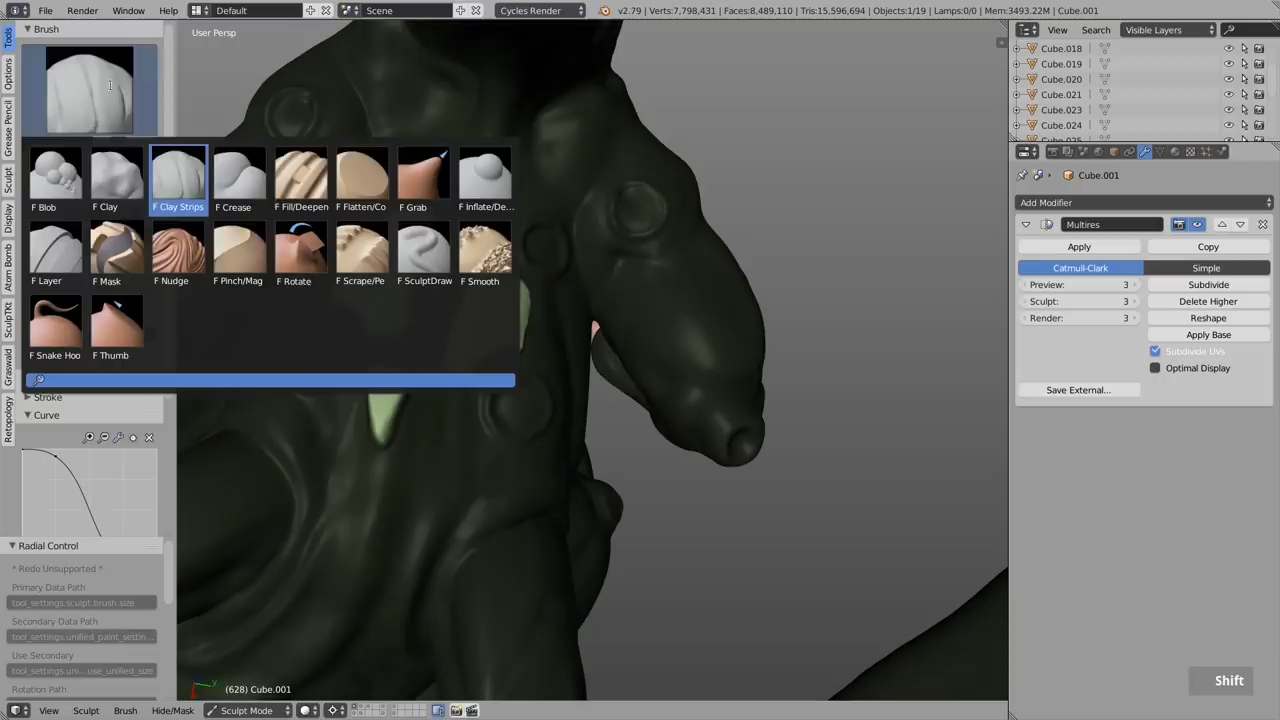 File Render Window Help Default Scene Cycles Render v2.79 | Verts:7,798,431 | Faces:8,489,110 | Tris:15,596,694 | Objects:1/19 | Lamps:0/0 | Mem:3493.22M | Cube.001
Tools
Options
Grease Pencil
Sculpt
Display
Atom Bomb
SculpTKt
Graswald
Retopology
Brush
User Persp
F Blob F Clay F Clay Strips F Crease F Fill/Deepen F Flatten/Co F Grab F Inflate/De...
F Layer F Mask F Nudge F Pinch/Mag F Rotate F Scrape/Pe F SculptDraw F Smooth
F Snake Hoo F Thumb
Stroke
Curve
Radial Control
* Redo Unsupported *
Primary Data Path
tool_settings.sculpt.brush.size
Secondary Data Path
tool_settings.unified_paint_settin...
Use Secondary
tool_settings.uni...use_unified_size
Rotation Path
(628) Cube.001
View Sculpt Brush Hide/Mask Sculpt Mode
View Search Visible Layers
Cube.018
Cube.019
Cube.020
Cube.021
Cube.023
Cube.024
Cube.001
Add Modifier
Multires
Apply Copy
Catmull-Clark Simple
Preview: 3 Subdivide
Sculpt: 3 Delete Higher
Render: 3 Reshape
Apply Base
Subdivide UVs
Optimal Display
Save External...
Shift